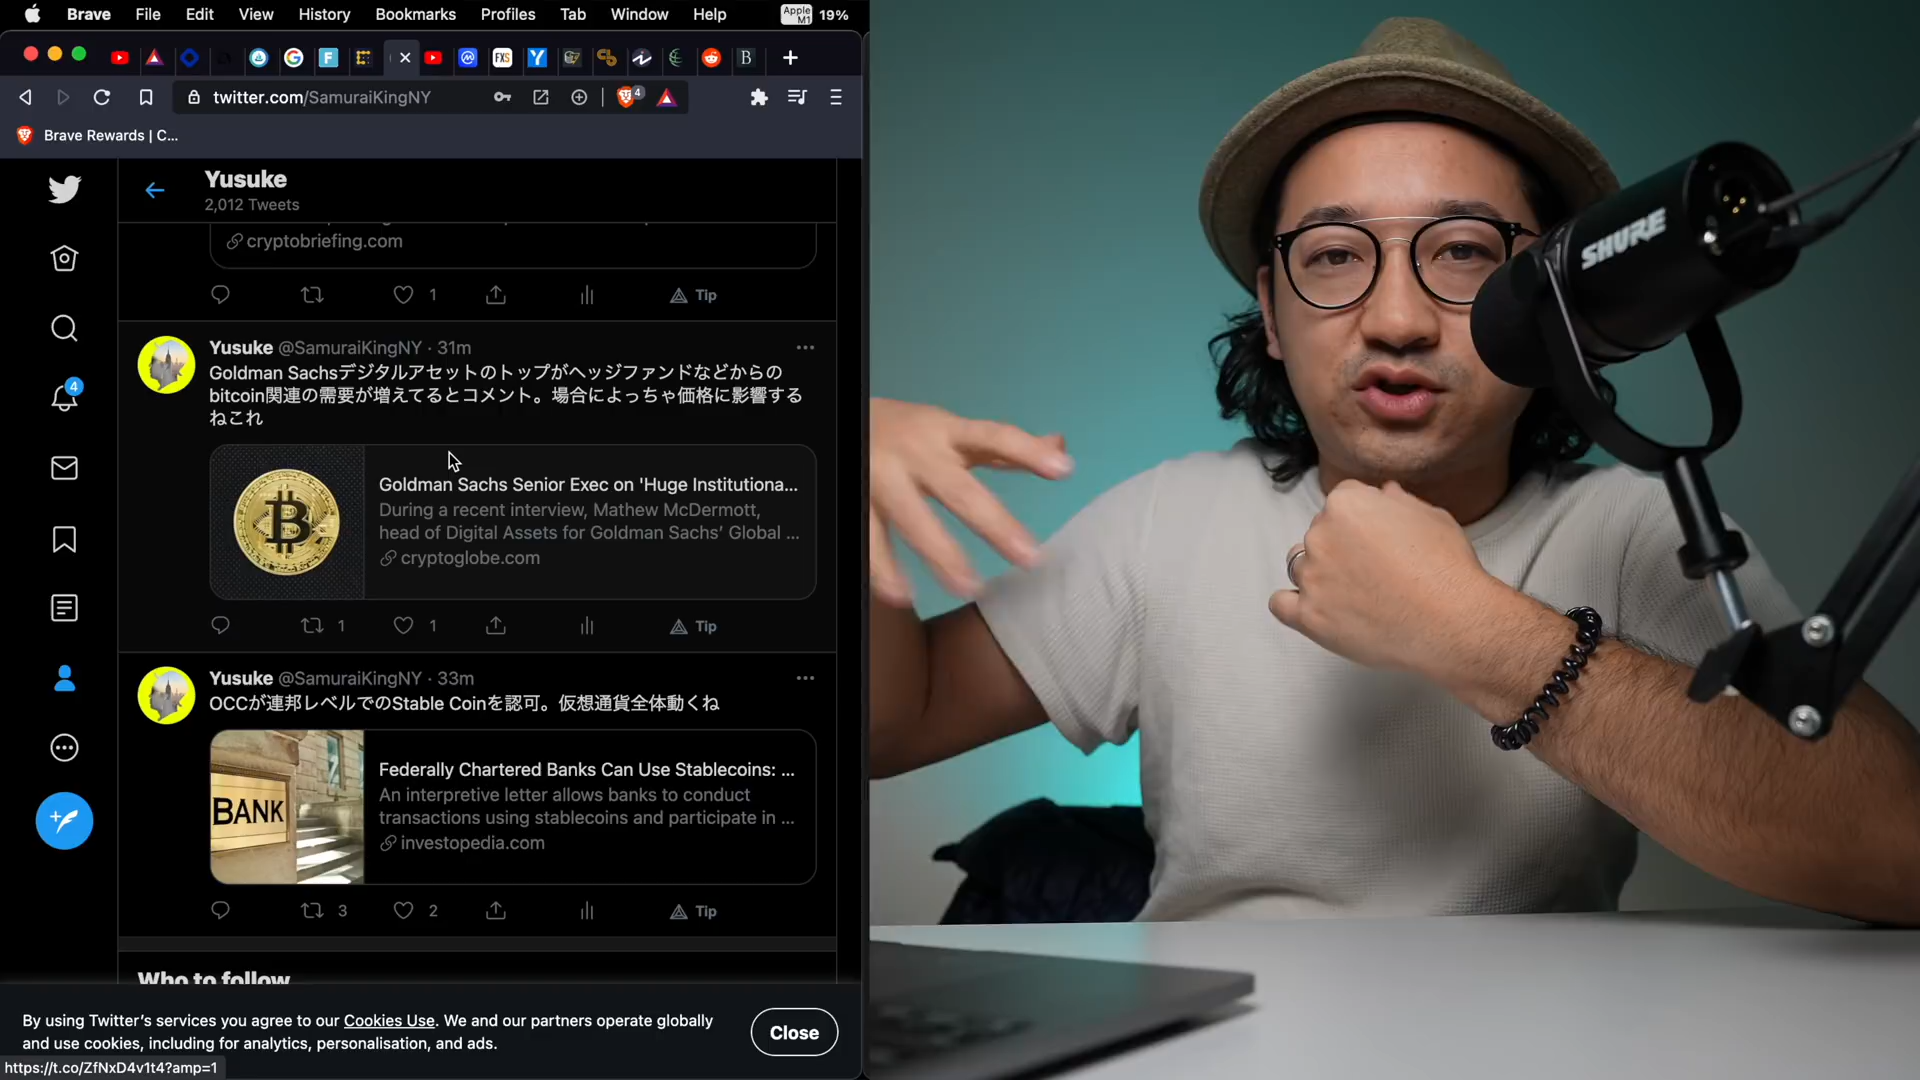 Brave File Edit View History Bookmarks Profiles Tab Window Help Apple M1 19%
twitter.com/SamuraiKingNY
4
Brave Rewards | C...
Yusuke
2,012 Tweets
cryptobriefing.com
1 Tip
Yusuke @SamuraiKingNY · 31m
Goldman Sachsデジタルアセットのトップがヘッジファンドなどからの
bitcoin関連の需要が増えてるとコメント。場合によっちゃ価格に影響する
ねこれ
Goldman Sachs Senior Exec on 'Huge Instituționa...
During a recent interview, Mathew McDermott,
head of Digital Assets for Goldman Sachs’ Global ...
cryptoglobe.com
1 1 Tip
4
Yusuke @SamuraiKingNY · 33m
OCCが連邦レベルでのStable Coinを認可。仮想通貨全体動くね
BANK
Federally Chartered Banks Can Use Stablecoins: ...
An interpretive letter allows banks to conduct
transactions using stablecoins and participate in ...
investopedia.com
3 2 Tip
Who to follow
By using Twitter’s services you agree to our Cookies Use. We and our partners operate globally
and use cookies, including for analytics, personalisation, and ads.
Close
https://t.co/ZfNxD4v1t4?amp=1
SHURE